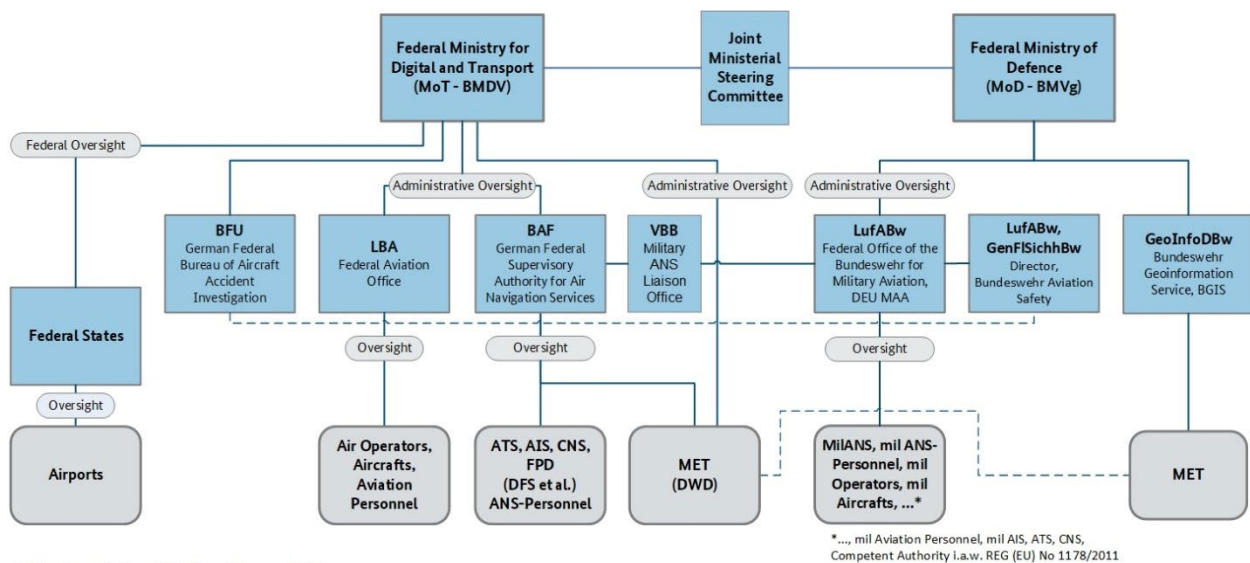 Federal Ministry for
Digital and Transport
(MoT - BMDV)
Joint
Ministerial
Steering
Committee
Federal Ministry of
Defence
(MoD - BMVg)
Federal Oversight
Administrative Oversight
Administrative Oversight
Administrative Oversight
BFU
German Federal
Bureau of Aircraft
Accident
Investigation
LBA
Federal Aviation
Office
BAF
German Federal
Supervisory
Authority for Air
Navigation Services
VBB
Military
ANS
Liaison
Office
LufABw
Federal Office of the
Bundeswehr for
Military Aviation,
DEU MAA
LufABw,
GenFlSichhBw
Director,
Bundeswehr Aviation
Safety
GeoInfoDBw
Bundeswehr
Geoinformation
Service, BGIS
Federal States
Oversight
Oversight
Oversight
Oversight
Airports
Air Operators,
Aircrafts,
Aviation
Personnel
ATS, AIS, CNS,
FPD
(DFS et al.)
ANS-Personnel
MET
(DWD)
MilANS, mil ANS-
Personnel, mil
Operators, mil
Aircrafts, ...*
MET
*..., mil Aviation Personnel, mil AIS, ATS, CNS,
Competent Authority i.a.w. REG (EU) No 1178/2011